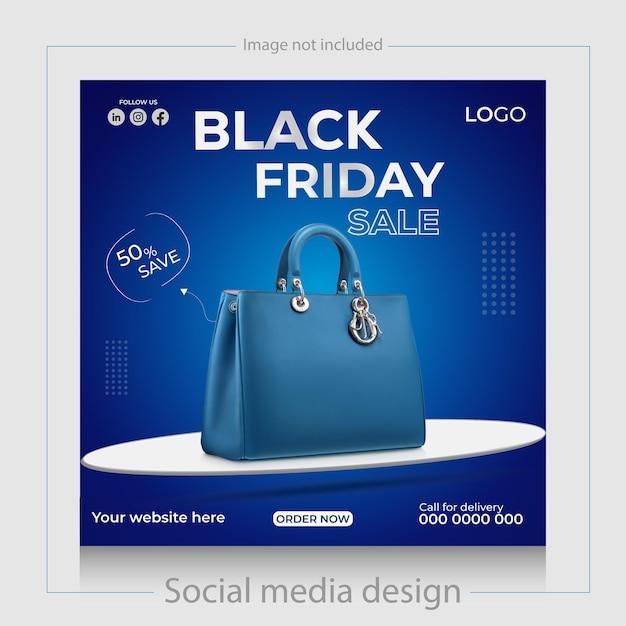 Image not included
FOLLOW US
LOGO
BLACK
FRIDAY
SALE
50%
SAVE
Your website here
ORDER NOW
Call for delivery
000 0000 000
Social media design